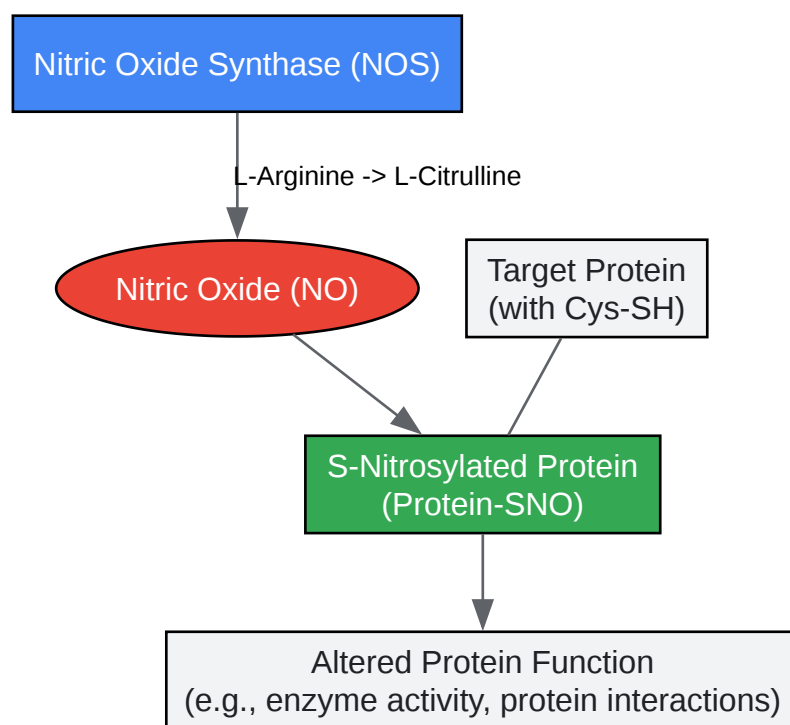 Nitric Oxide Synthase (NOS)
L-Arginine -> L-Citrulline
Nitric Oxide (NO)
Target Protein
(with Cys-SH)
S-Nitrosylated Protein
(Protein-SNO)
Altered Protein Function
(e.g., enzyme activity, protein interactions)